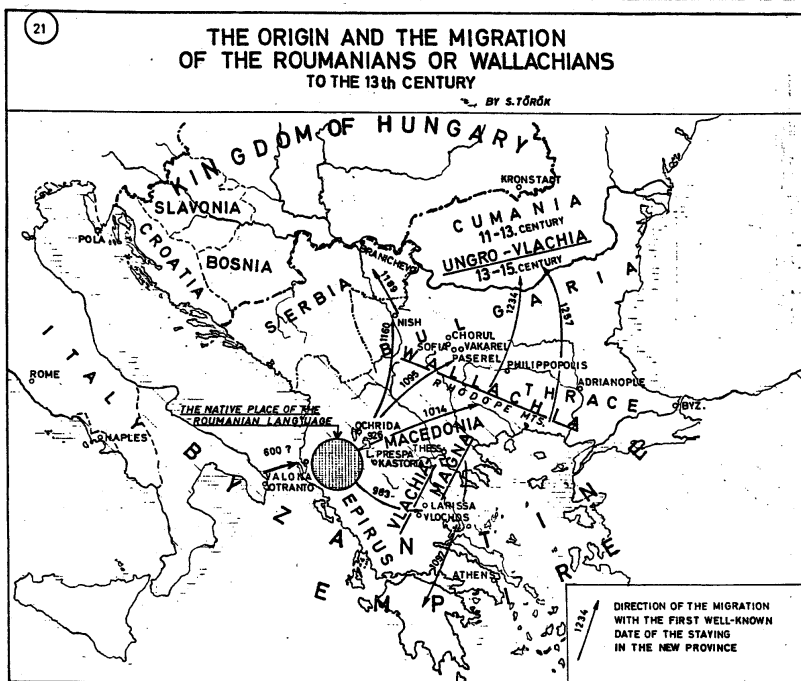 21
THE ORIGIN AND THE MIGRATION
OF THE ROUMANIANS OR WALLACHIANS
TO THE 13th CENTURY
BY S.TÖRÖK
KINGDOM OF HUNGARY
KRONSTADT
SLAVONIA
CUMANIA
11-13. CENTURY
UNGRO-VLACHIA
13-15. CENTURY
POLA
CROATIA
BOSNIA
BRANICHEVO
1189
SERBIA
BULGARIA
1234
1257
NISH
1160
CHORUL
SOFIA
VAKAREL
PASEREL
WALLACHIA
PHILIPPOPOLIS
THRACE
ADRIANOPLE
RHODOPE MTS.
BYZ.
1095
ITALY
ROME
NAPLES
THE NATIVE PLACE OF THE
ROUMANIAN LANGUAGE
OCHRIDA
1014
MACEDONIA
L. PRESPA
THESS.
KASTORIA
600 ?
VALONA
OTRANTO
983
VLACHIA
MAGNA
LARISSA
VLOCHOS
EPIRUS
ATHENS
BYZANTINE
EMPIRE
1234
DIRECTION OF THE MIGRATION
WITH THE FIRST WELL-KNOWN
DATE OF THE STAYING
IN THE NEW PROVINCE